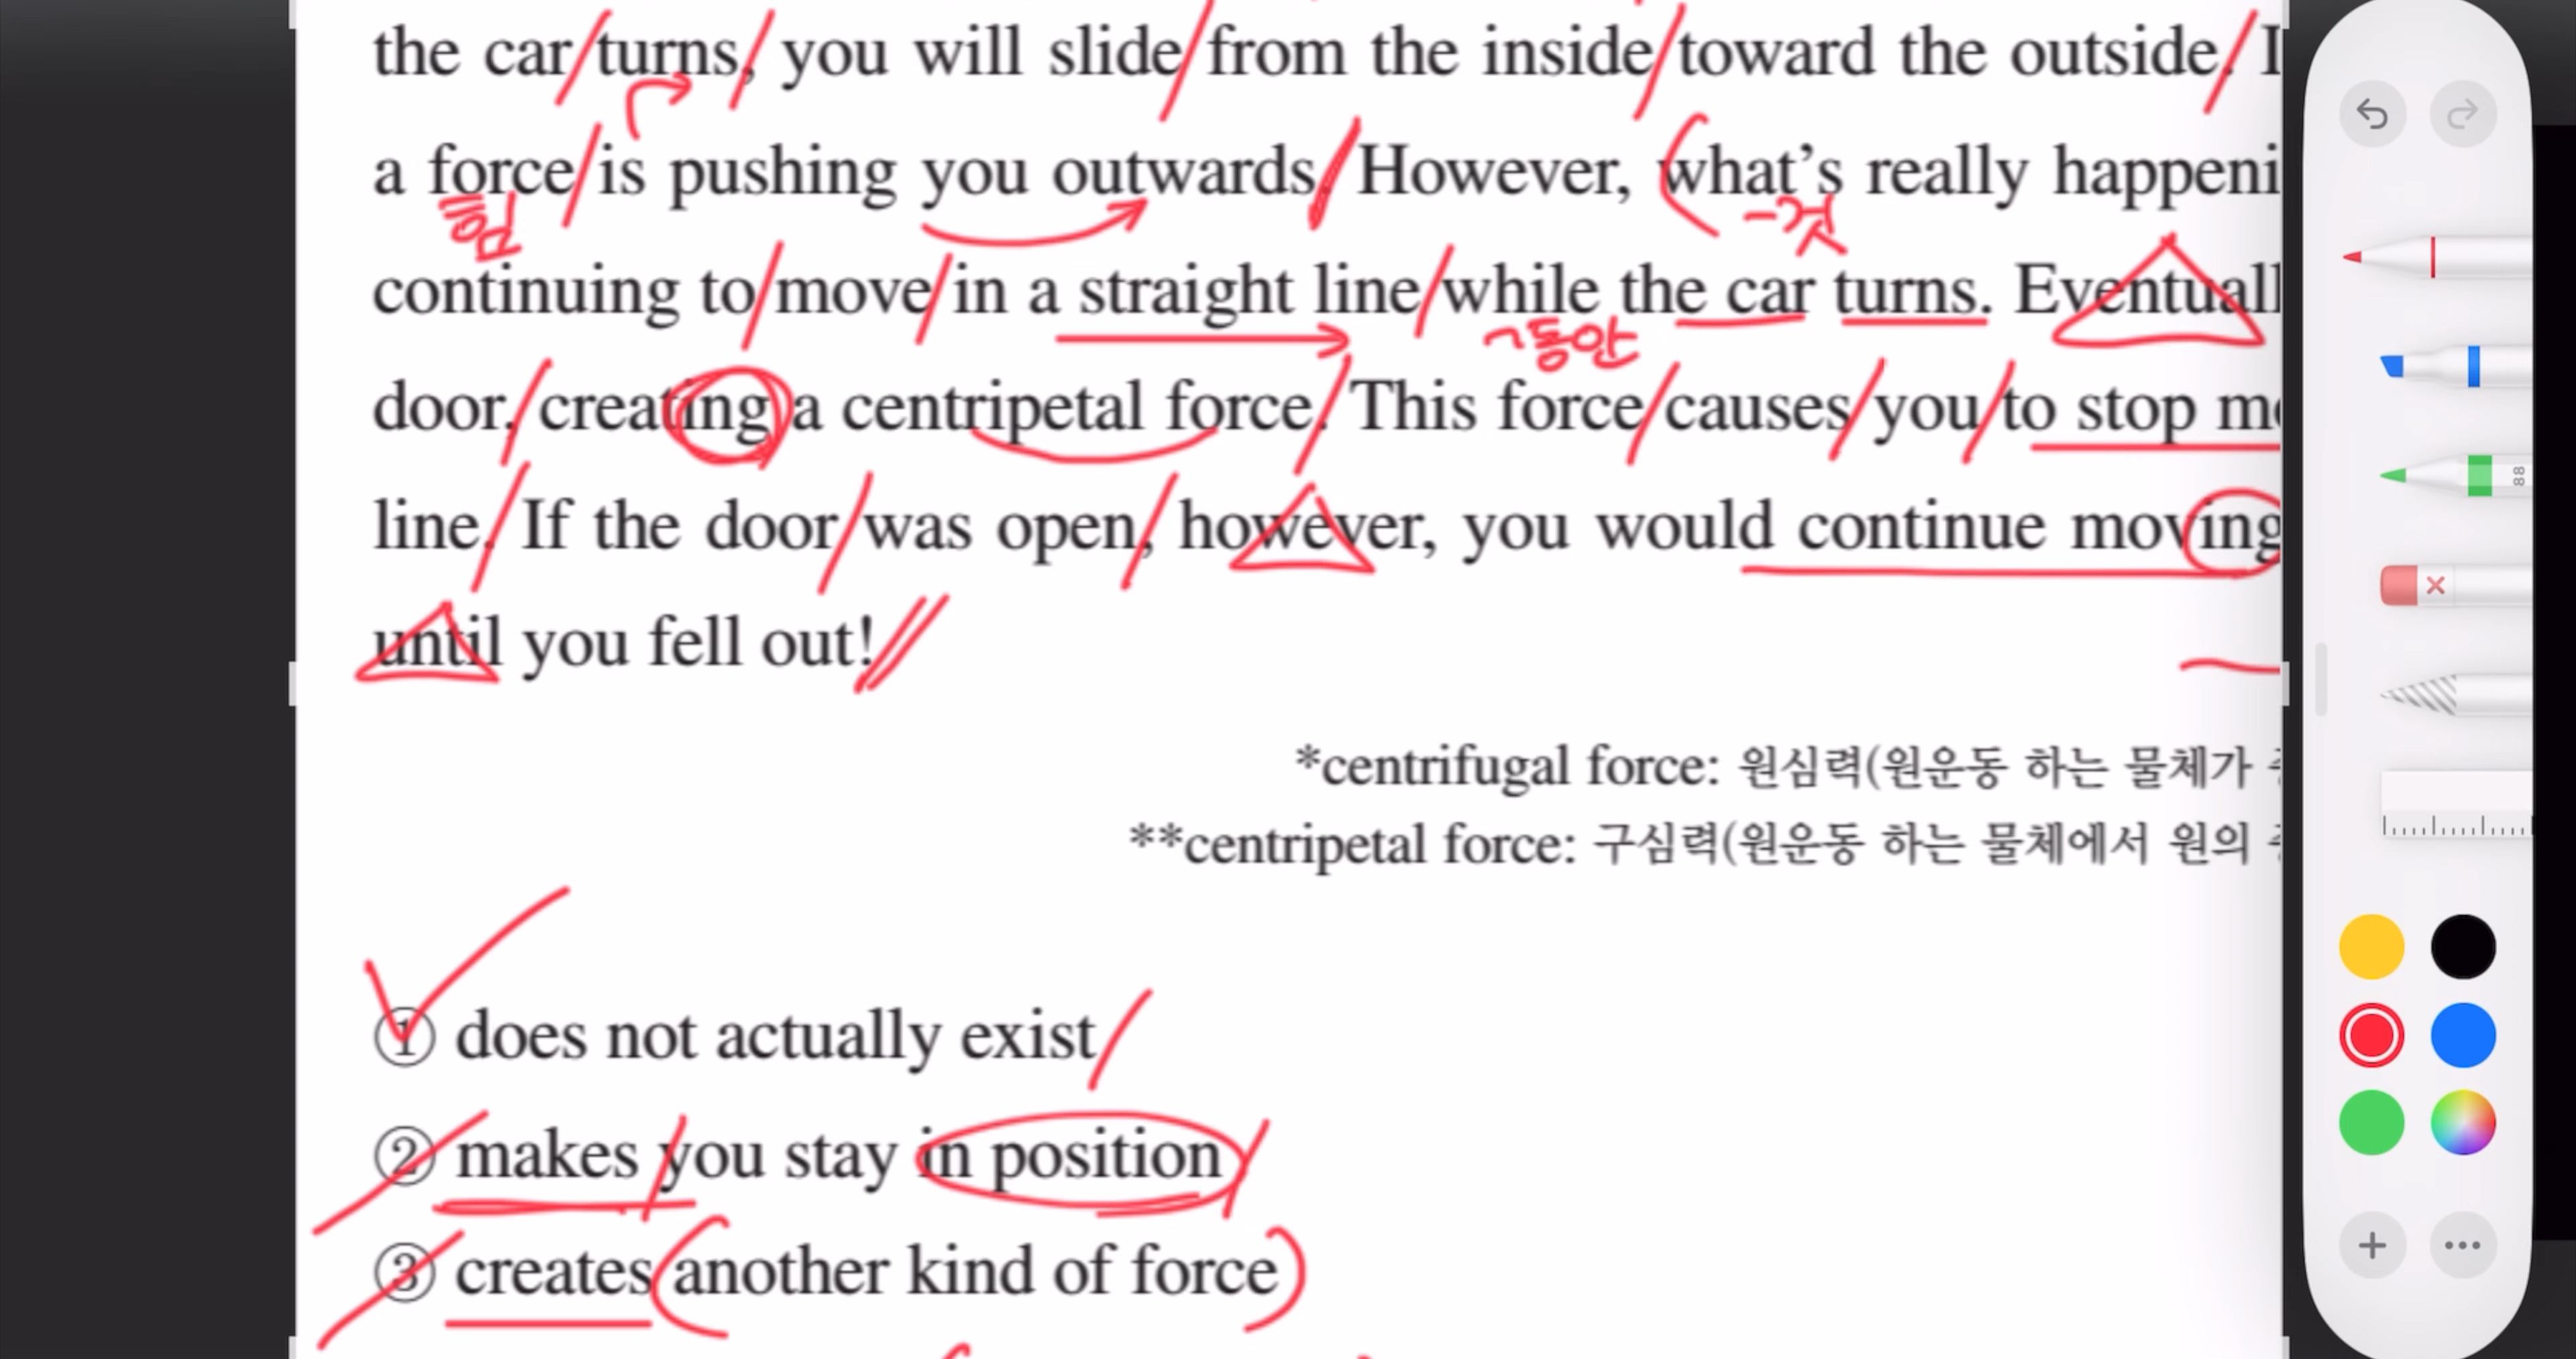 the car turns, you will slide from the inside toward the outside. I
a force is pushing you outwards. However, what's really happeni
힘
-것
continuing to move in a straight line while the car turns. Eventuall
~동안
door, creating a centripetal force. This force causes you to stop mo
line. If the door was open, however, you would continue moving
until you fell out!
*centrifugal force: 원심력(원운동 하는 물체가
**centripetal force: 구심력(원운동 하는 물체에서 원의
① does not actually exist
② makes you stay in position
③ creates another kind of force
88